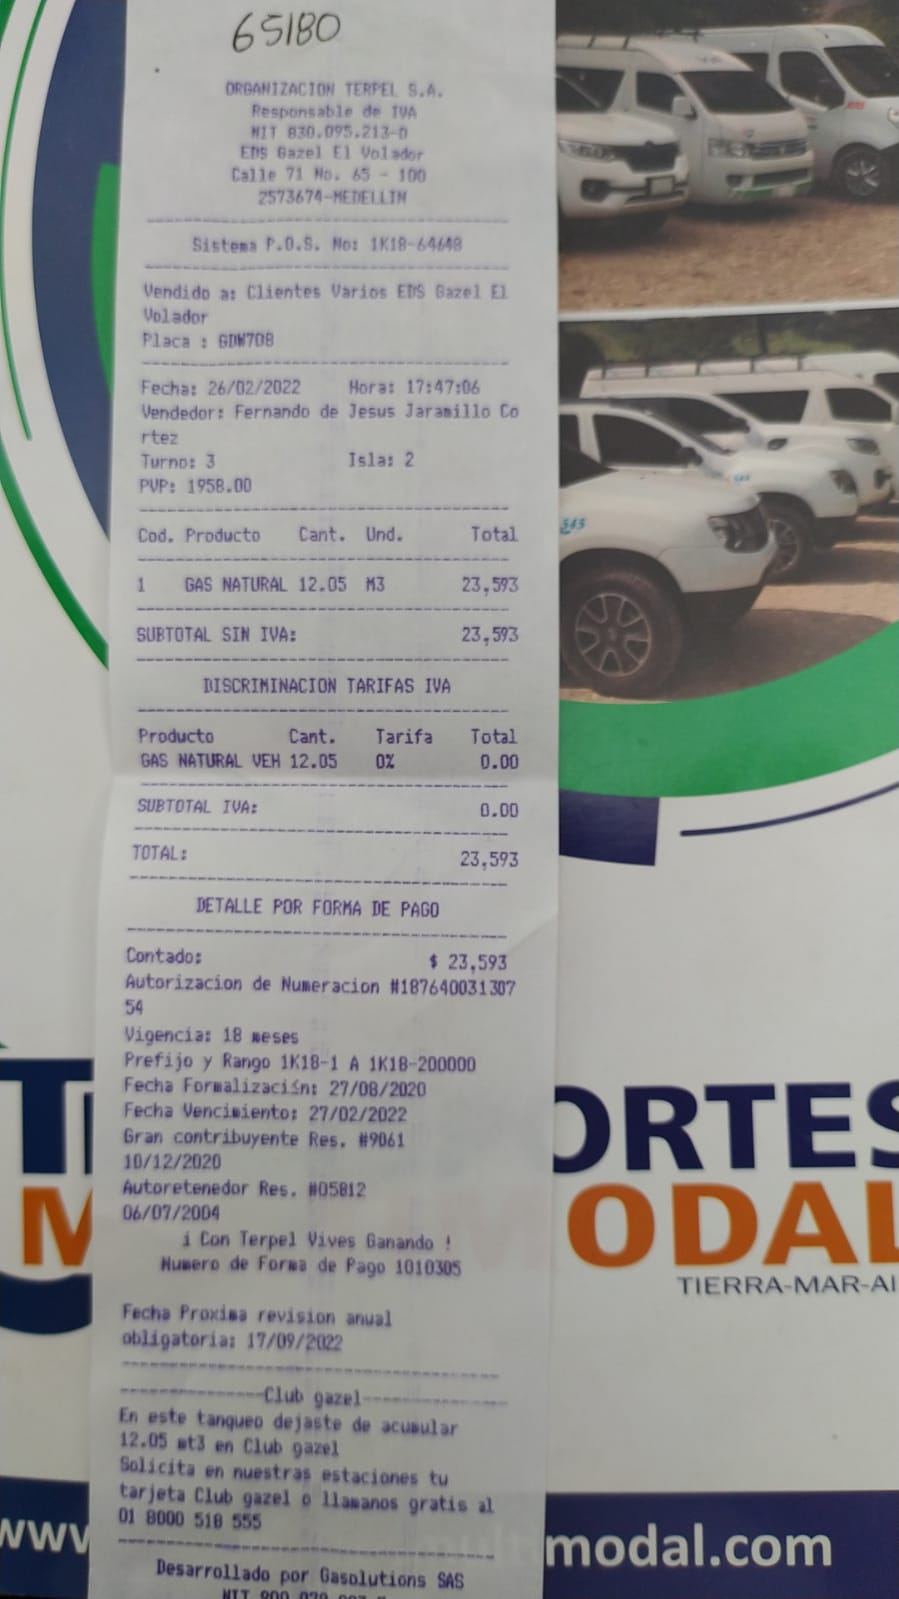 65180
ORGANIZACION TERPEL S.A.
Responsable de IVA
NIT 830.095.213-0
EDS Gazel El Volador
Calle 71 No. 65 - 100
2573674-MEDELLIN
Sistema P.O.S. No: 1K18-64648
Vendido a: Clientes Varios EDS Gazel El
Volador
Placa : GDW708
Fecha: 26/02/2022 Hora: 17:47:06
Vendedor: Fernando de Jesus Jaramillo Co
rtez
Turno: 3 Isla: 2
PVP: 1958.00
Cod. Producto Cant. Und. Total
1 GAS NATURAL 12.05 M3 23,593
SUBTOTAL SIN IVA: 23,593
DISCRIMINACION TARIFAS IVA
Producto Cant. Tarifa Total
GAS NATURAL VEH 12.05 0% 0.00
SUBTOTAL IVA: 0.00
TOTAL: 23,593
DETALLE POR FORMA DE PAGO
Contado: $ 23,593
Autorizacion de Numeracion #187640031307
54
Vigencia: 18 meses
Prefijo y Rango 1K18-1 A 1K18-200000
Fecha Formalización: 27/08/2020
Fecha Vencimiento: 27/02/2022
Gran contribuyente Res. #9061
10/12/2020
Autoretenedor Res. #05812
06/07/2004
¡ Con Terpel Vives Ganando !
Numero de Forma de Pago 1010305
Fecha Proxima revision anual
obligatoria: 17/09/2022
Club gazel
En este tanqueo dejaste de acumular
12.05 mt3 en Club gazel
Solicita en nuestras estaciones tu
tarjeta Club gazel o llamanos gratis al
01 8000 518 555
Desarrollado por Gasolutions SAS
NIT
ORTES
ODAL
TIERRA-MAR-AI
www
modal.com